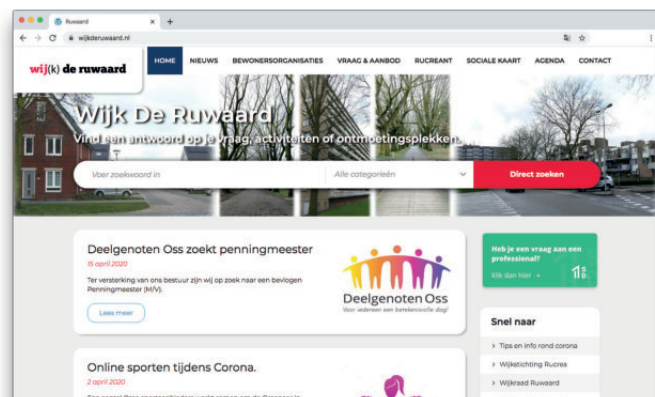 Ruwaard
wijkderuwaard.nl
wij(k) de ruwaard
HOME NIEUWS BEWONERSORGANISATIES VRAAG & AANBOD RUCREANT SOCIALE KAART AGENDA CONTACT
Wijk De Ruwaard
Vind een antwoord op je vraag, activiteiten of ontmoetingsplekken.
Voer zoekwoord in
Alle categorieën
Direct zoeken
Deelgenoten Oss zoekt penningmeester
15 april 2020
Ter versterking van ons bestuur zijn wij op zoek naar een bevlogen
Penningmeester (M/V).
Lees meer
Deelgenoten Oss
Voor iedereen een betekenisvolle dag!
Heb je een vraag aan een
professional?
klik dan hier
Snel naar
Tips en info rond corona
Wijkstichting Rucrea
Wijkraad Ruwaard
Online sporten tijdens Corona.
2 april 2020